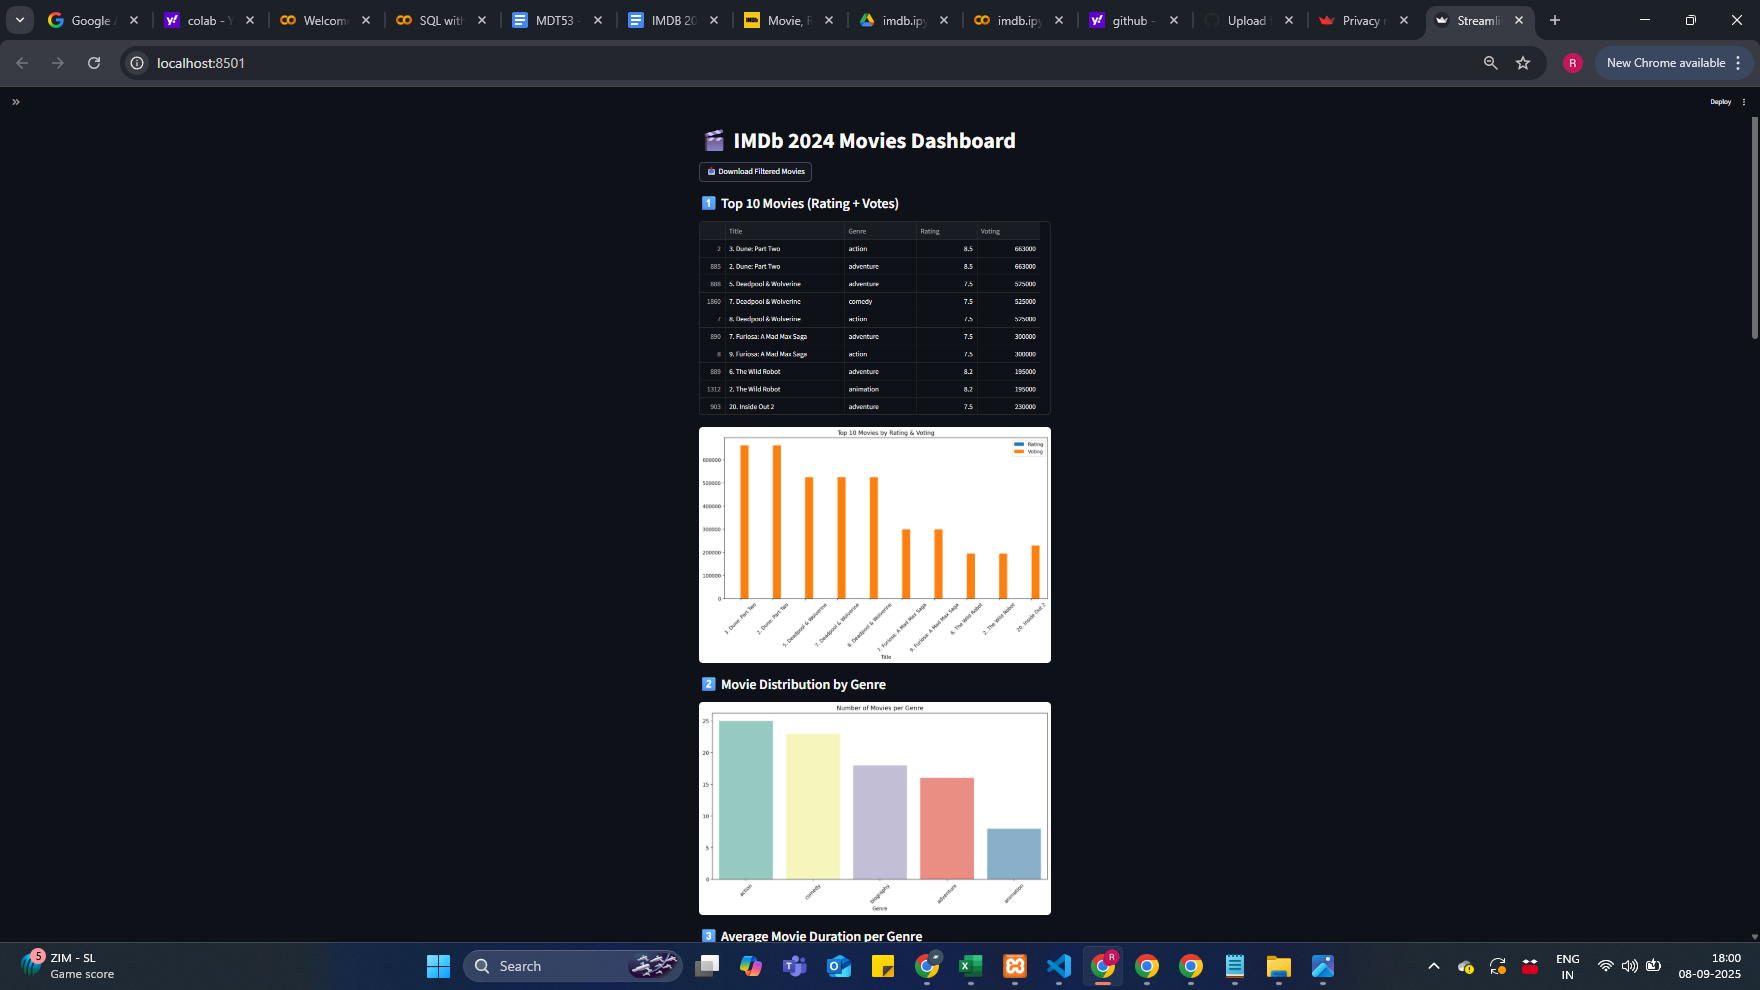 Google
colab - Y
Welcome
SQL with
MDT53 -
IMDB 20
Movie, R
imdb.ipy
imdb.ipy
github -
Upload
Privacy
Streamli
localhost:8501
R
New Chrome available
Deploy
IMDb 2024 Movies Dashboard
Download Filtered Movies
1 Top 10 Movies (Rating + Votes)
Title Genre Rating Voting
2 3. Dune: Part Two action 8.5 663000
885 2. Dune: Part Two adventure 8.5 663000
888 5. Deadpool & Wolverine adventure 7.5 525000
1860 7. Deadpool & Wolverine comedy 7.5 525000
7 8. Deadpool & Wolverine action 7.5 525000
890 7. Furiosa: A Mad Max Saga adventure 7.5 300000
8 9. Furiosa: A Mad Max Saga action 7.5 300000
889 6. The Wild Robot adventure 8.2 195000
1312 2. The Wild Robot animation 8.2 195000
903 20. Inside Out 2 adventure 7.5 230000
Top 10 Movies by Rating & Voting
Rating
Voting
600000
500000
400000
300000
200000
100000
0
3. Dune: Part Two
2. Dune: Part Two
5. Deadpool & Wolverine
7. Deadpool & Wolverine
8. Deadpool & Wolverine
7. Furiosa: A Mad Max Saga
9. Furiosa: A Mad Max Saga
6. The Wild Robot
2. The Wild Robot
20. Inside Out 2
Title
2 Movie Distribution by Genre
Number of Movies per Genre
25
20
15
10
5
0
action
comedy
biography
adventure
animation
Genre
3 Average Movie Duration per Genre
5
ZIM - SL
Game score
Search
R
ENG
IN
18:00
08-09-2025